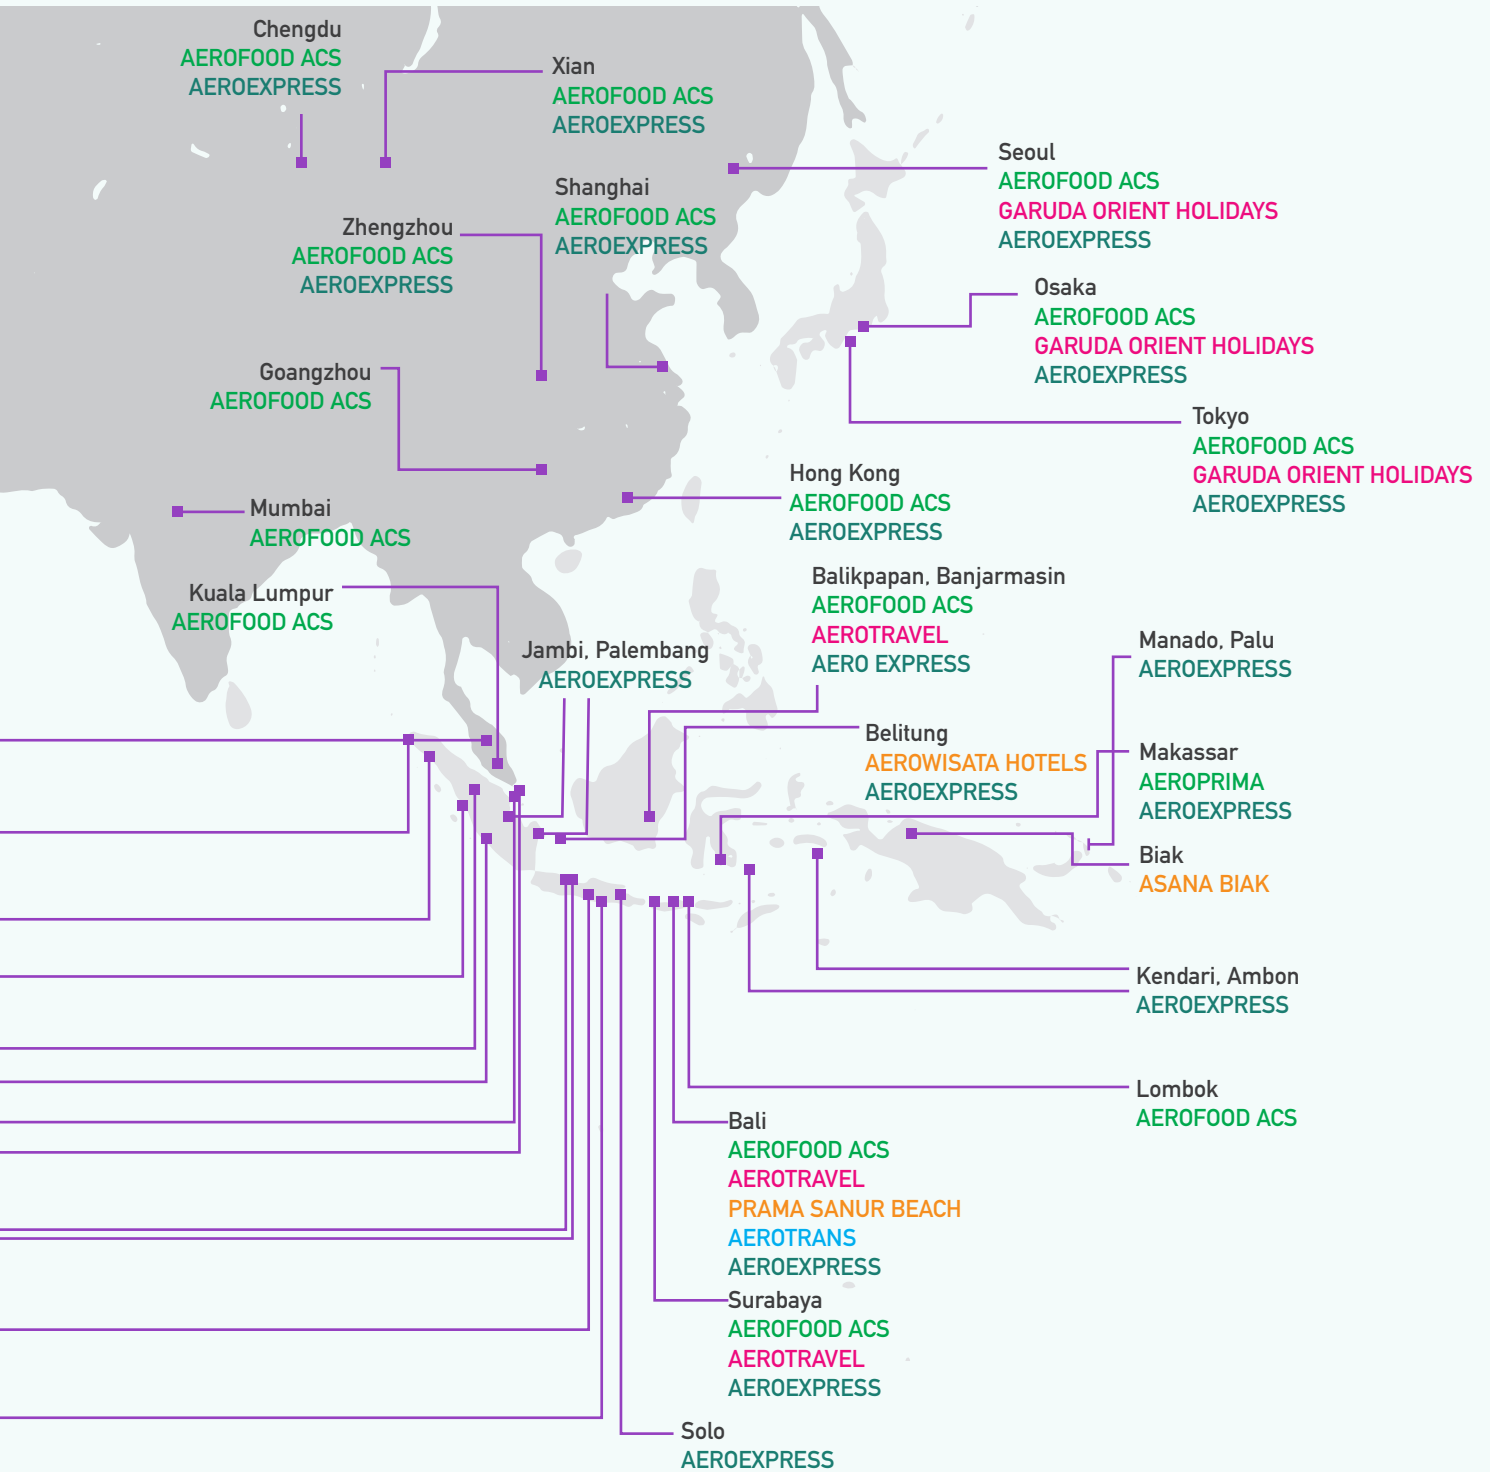 Chengdu
AEROFOOD ACS
AEROEXPRESS
Xian
AEROFOOD ACS
AEROEXPRESS
Seoul
AEROFOOD ACS
GARUDA ORIENT HOLIDAYS
AEROEXPRESS
Shanghai
AEROFOOD ACS
AEROEXPRESS
Zhengzhou
AEROFOOD ACS
AEROEXPRESS
Osaka
AEROFOOD ACS
GARUDA ORIENT HOLIDAYS
AEROEXPRESS
Goangzhou
AEROFOOD ACS
Tokyo
AEROFOOD ACS
GARUDA ORIENT HOLIDAYS
AEROEXPRESS
Hong Kong
AEROFOOD ACS
AEROEXPRESS
Mumbai
AEROFOOD ACS
Kuala Lumpur
AEROFOOD ACS
Balikpapan, Banjarmasin
AEROFOOD ACS
AEROTRAVEL
AERO EXPRESS
Jambi, Palembang
AEROEXPRESS
Manado, Palu
AEROEXPRESS
Belitung
AEROWISATA HOTELS
AEROEXPRESS
Makassar
AEROPRIMA
AEROEXPRESS
Biak
ASANA BIAK
Kendari, Ambon
AEROEXPRESS
Lombok
AEROFOOD ACS
Bali
AEROFOOD ACS
AEROTRAVEL
PRAMA SANUR BEACH
AEROTRANS
AEROEXPRESS
Surabaya
AEROFOOD ACS
AEROTRAVEL
AEROEXPRESS
Solo
AEROEXPRESS